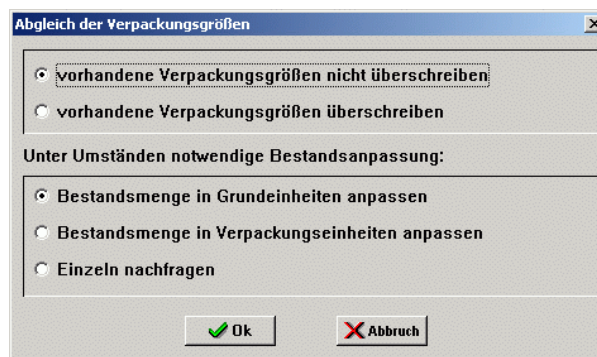 Abgleich der Verpackungsgrößen
vorhandene Verpackungsgrößen nicht überschreiben
vorhandene Verpackungsgrößen überschreiben
Unter Umständen notwendige Bestandsanpassung:
Bestandsmenge in Grundeinheiten anpassen
Bestandsmenge in Verpackungseinheiten anpassen
Einzeln nachfragen
Ok
Abbruch